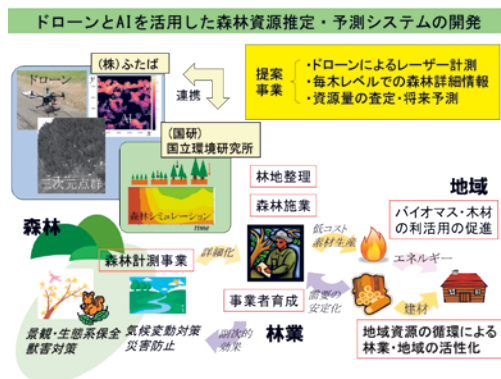 ドローンとAIを活用した森林資源推定・予測システムの開発
ドローン
(株)ふたば
AI
三次元点群
連携
提案
事業
・ドローンによるレーザー計測
・毎木レベルでの森林詳細情報
・資源量の査定・将来予測
(国研)
国立環境研究所
森林シミュレーション
time
林地整理
森林施業
地域
バイオマス・木材
の利活用の促進
森林
森林計測事業
詳細化
低コスト
素材生産
エネルギー
事業者育成
需要の
安定化
建材
景観・生態系保全
獣害対策
気候変動対策
災害防止
副次的
効果
林業
地域資源の循環による
林業・地域の活性化